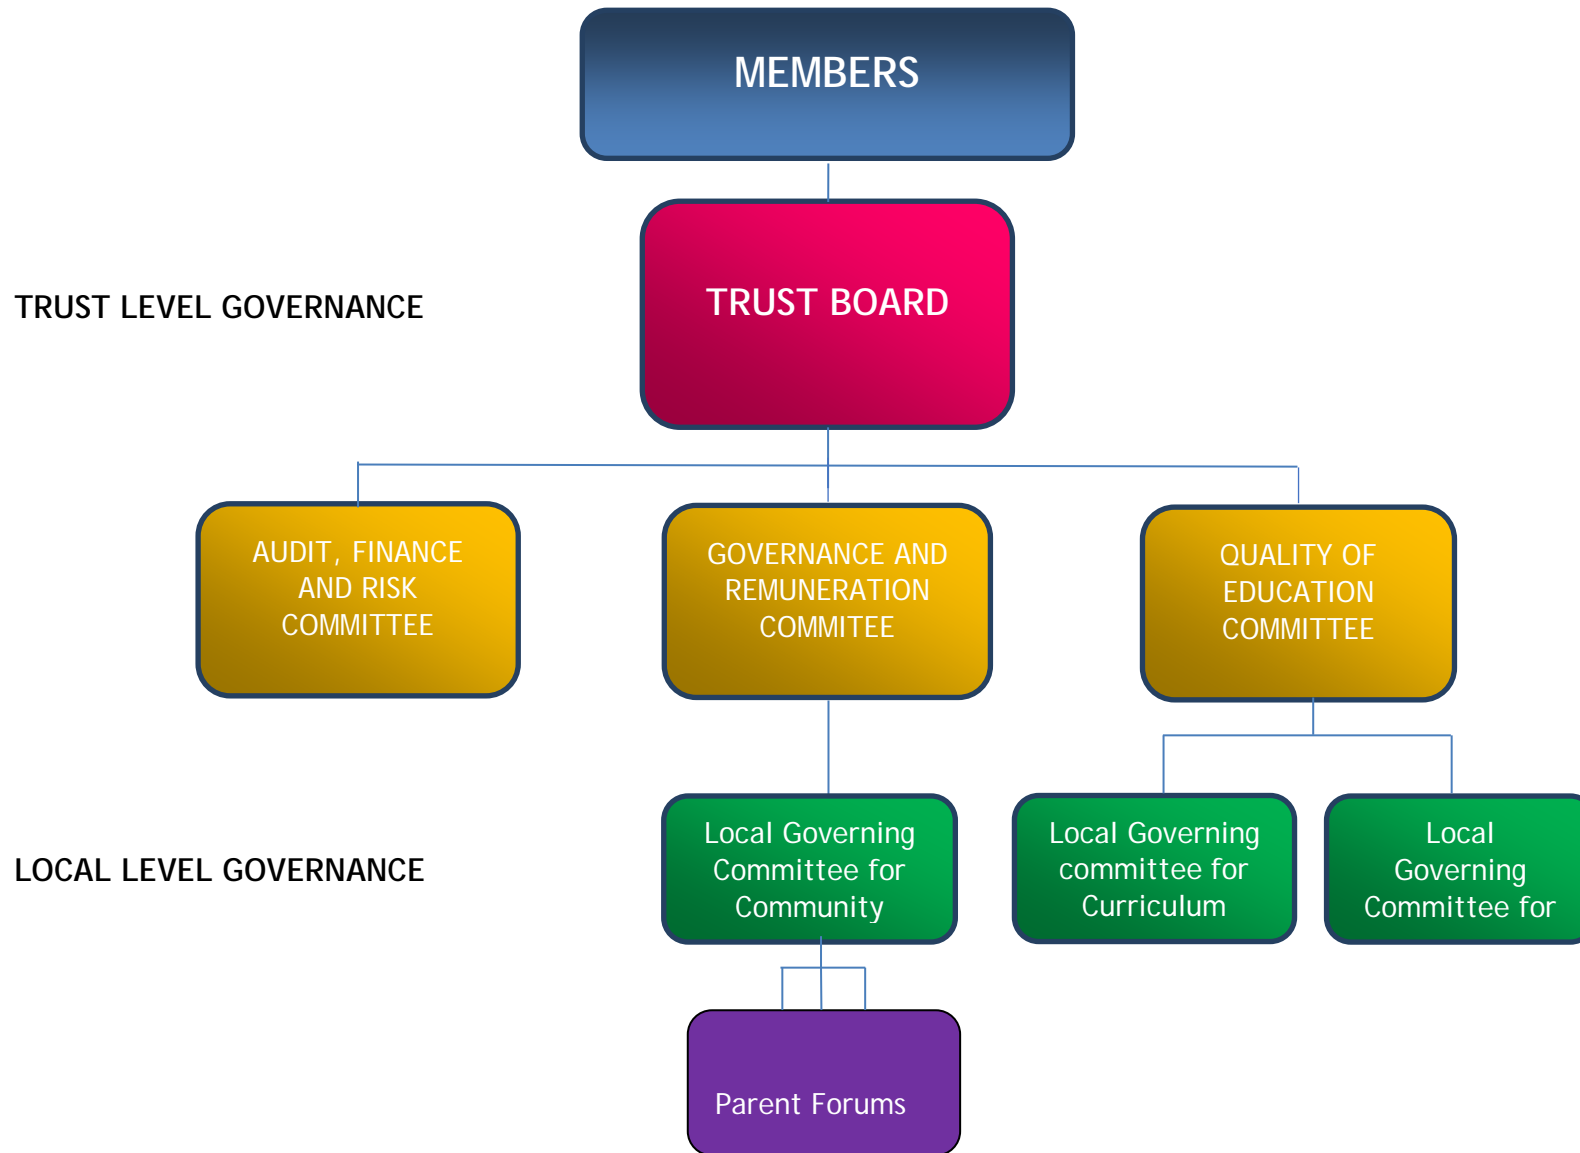 MEMBERS
TRUST LEVEL GOVERNANCE
TRUST BOARD
AUDIT, FINANCE
AND RISK
COMMITTEE
GOVERNANCE AND
REMUNERATION
COMMITEE
QUALITY OF
EDUCATION
COMMITTEE
LOCAL LEVEL GOVERNANCE
Local Governing
Committee for
Community
Local Governing
committee for
Curriculum
Local
Governing
Committee for
Parent Forums